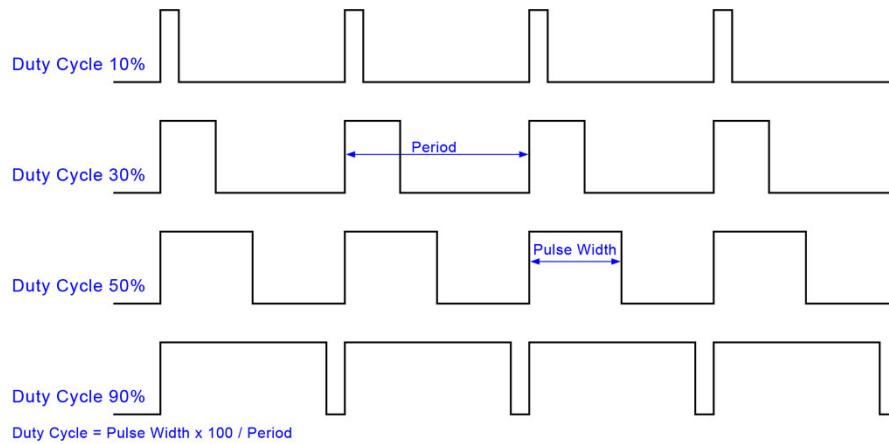 Duty Cycle 10%
Period
Duty Cycle 30%
Pulse Width
Duty Cycle 50%
Duty Cycle 90%
Duty Cycle = Pulse Width x 100 / Period